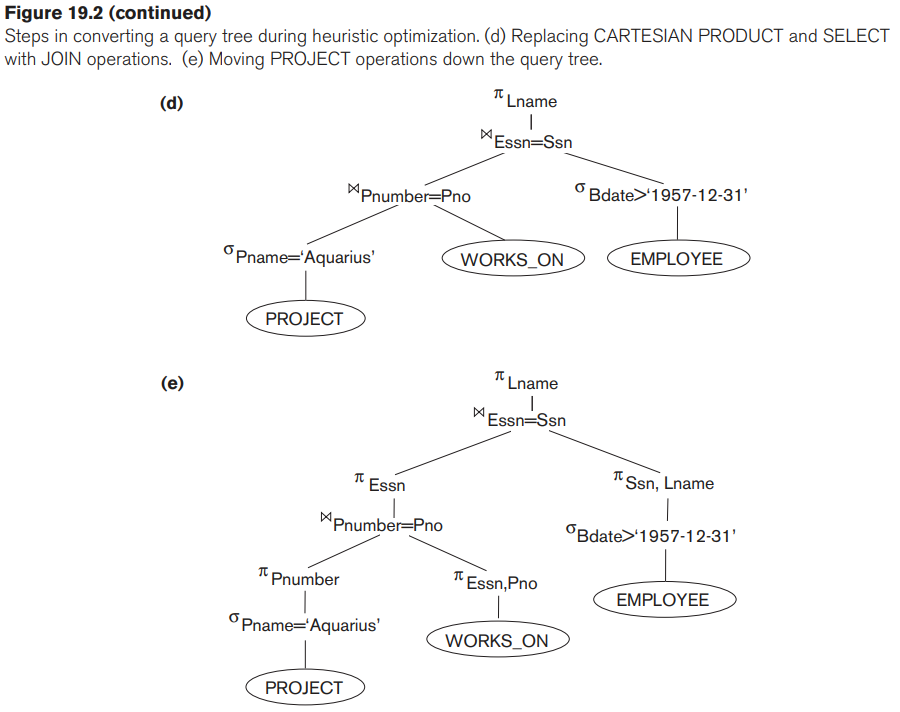 Figure 19.2 (continued)
Steps in converting a query tree during heuristic optimization. (d) Replacing CARTESIAN PRODUCT and SELECT
with JOIN operations. (e) Moving PROJECT operations down the query tree.
(d)
π Lname
⋈ Essn=Ssn
⋈ Pnumber=Pno
σ Bdate>‘1957-12-31’
σ Pname=‘Aquarius’
WORKS_ON
EMPLOYEE
PROJECT
(e)
π Lname
⋈ Essn=Ssn
π Essn
π Ssn, Lname
⋈ Pnumber=Pno
σ Bdate>‘1957-12-31’
π Pnumber
π Essn,Pno
EMPLOYEE
σ Pname=‘Aquarius’
WORKS_ON
PROJECT